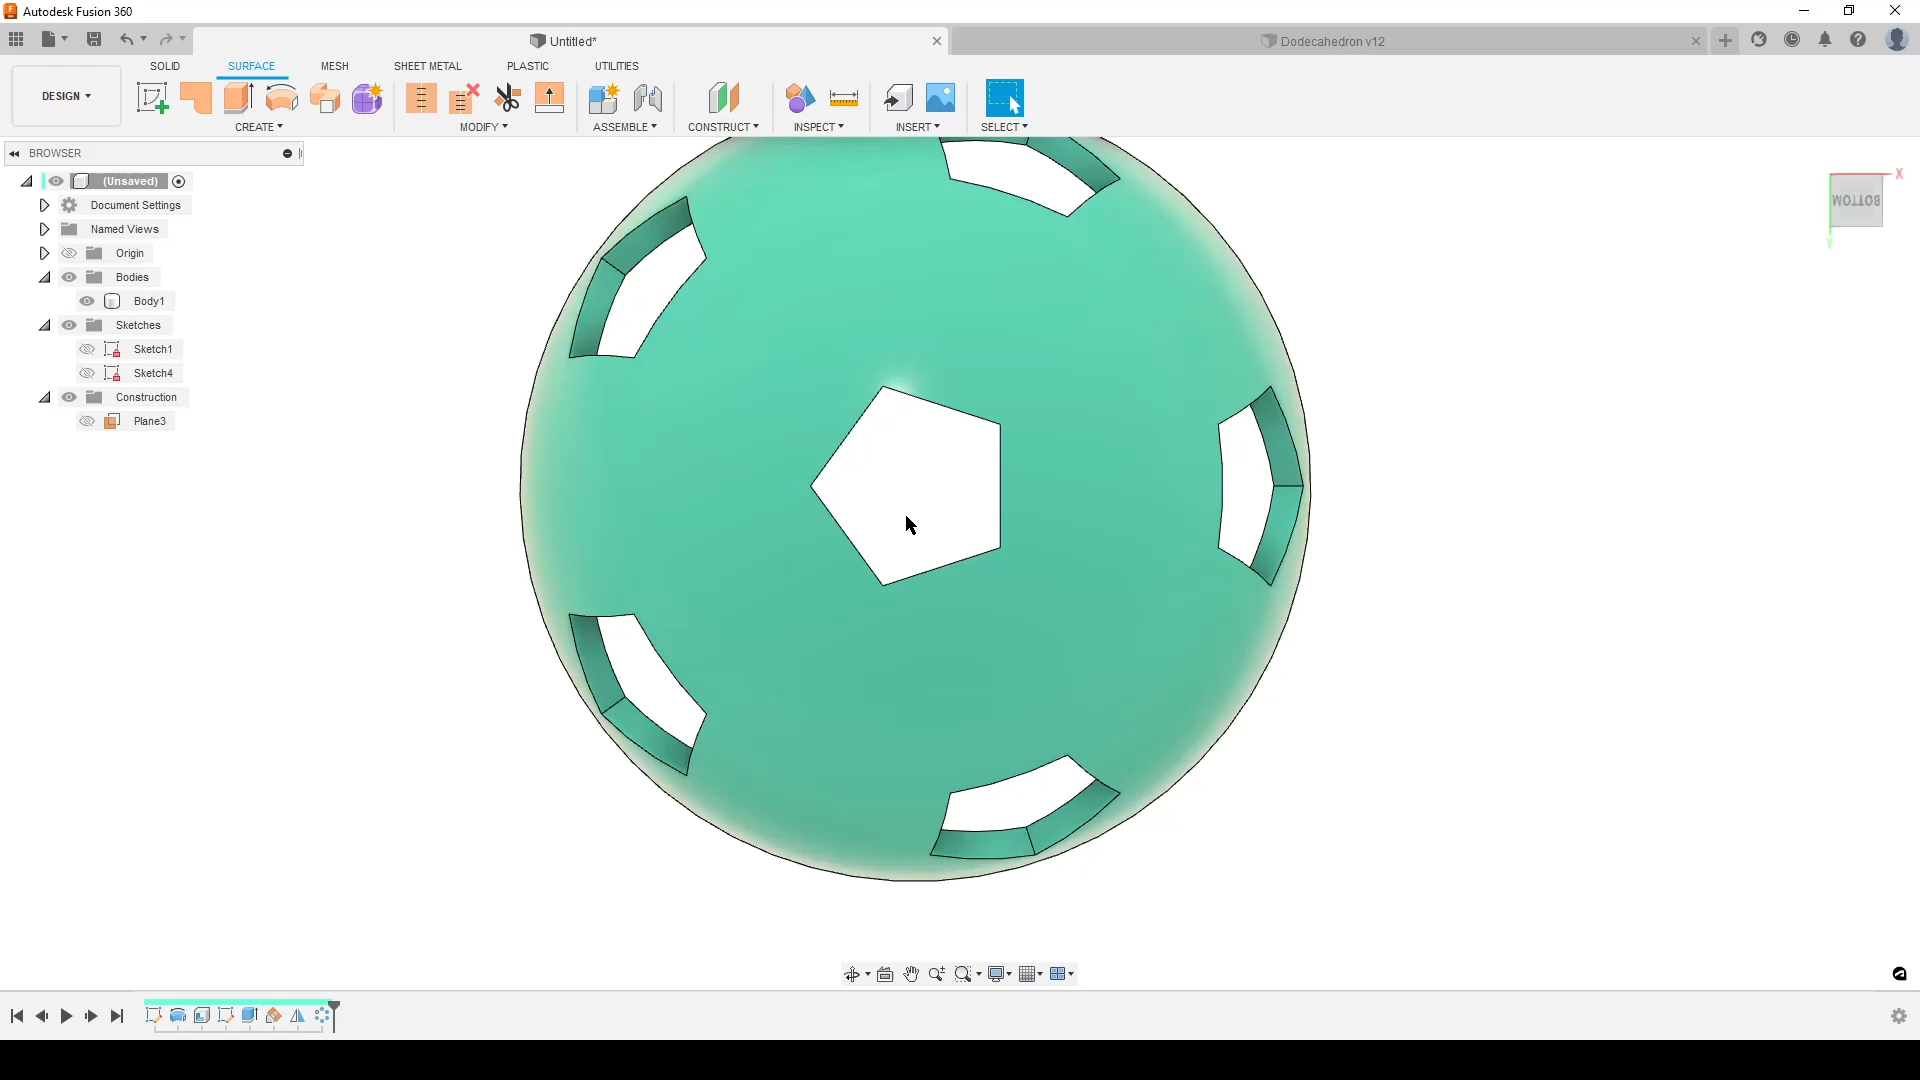 Autodesk Fusion 360
Untitled*
Dodecahedron v12
DESIGN
SOLID
SURFACE
MESH
SHEET METAL
PLASTIC
UTILITIES
CREATE
MODIFY
ASSEMBLE
CONSTRUCT
INSPECT
INSERT
SELECT
BROWSER
(Unsaved)
Document Settings
Named Views
Origin
Bodies
Body1
Sketches
Sketch1
Sketch4
Construction
Plane3
X
BOTTOM
Y